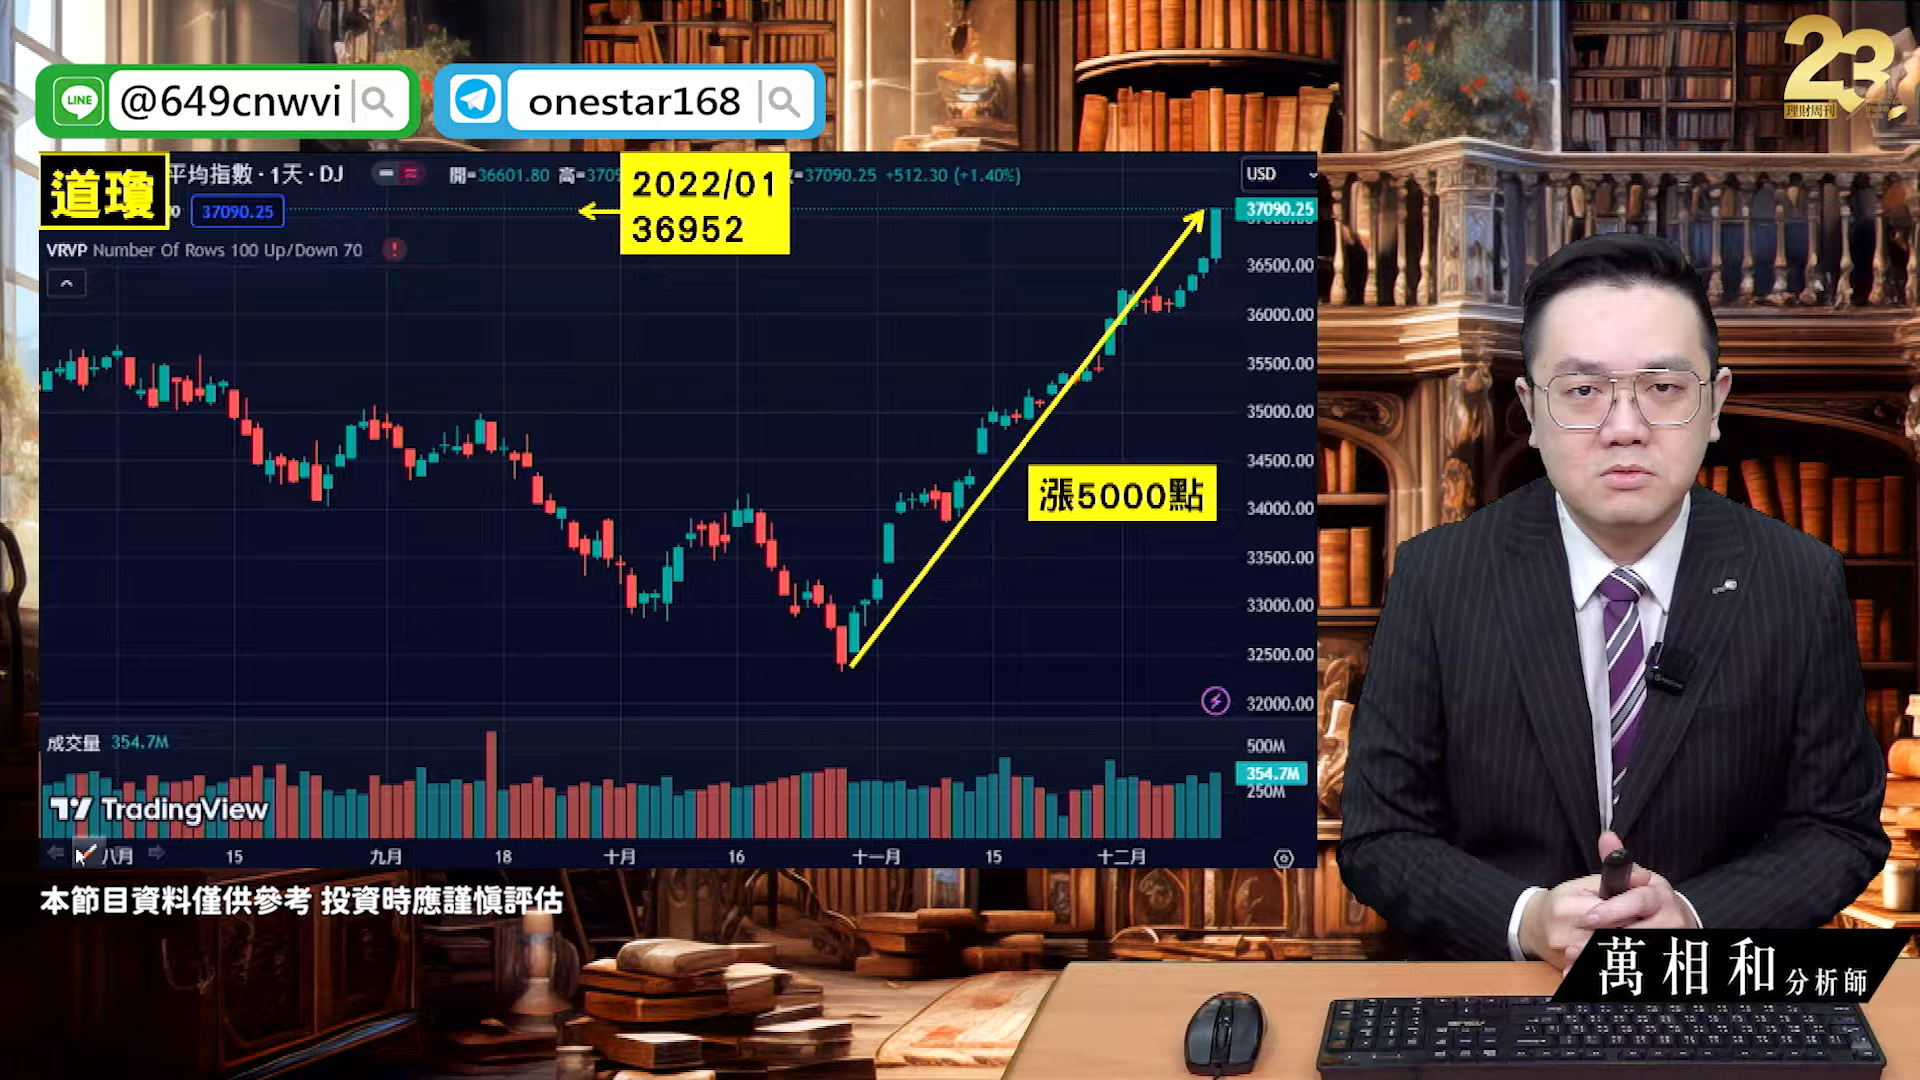 23
理財周刊
LINE
@649cnwvi
onestar168
道瓊
平均指數 · 1天 · DJ
開=36601.80
=37090.25 +512.30 (+1.40%)
2022/01
36952
37090.25
VRVP Number Of Rows 100 Up/Down 70
USD
37090.25
36500.00
36000.00
35500.00
35000.00
34500.00
34000.00
33500.00
33000.00
32500.00
32000.00
漲5000點
成交量 354.7M
500M
354.7M
250M
TradingView
八月 15 九月 18 十月 16 十一月 15 十二月
本節目資料僅供參考 投資時應謹慎評估
萬相和 分析師